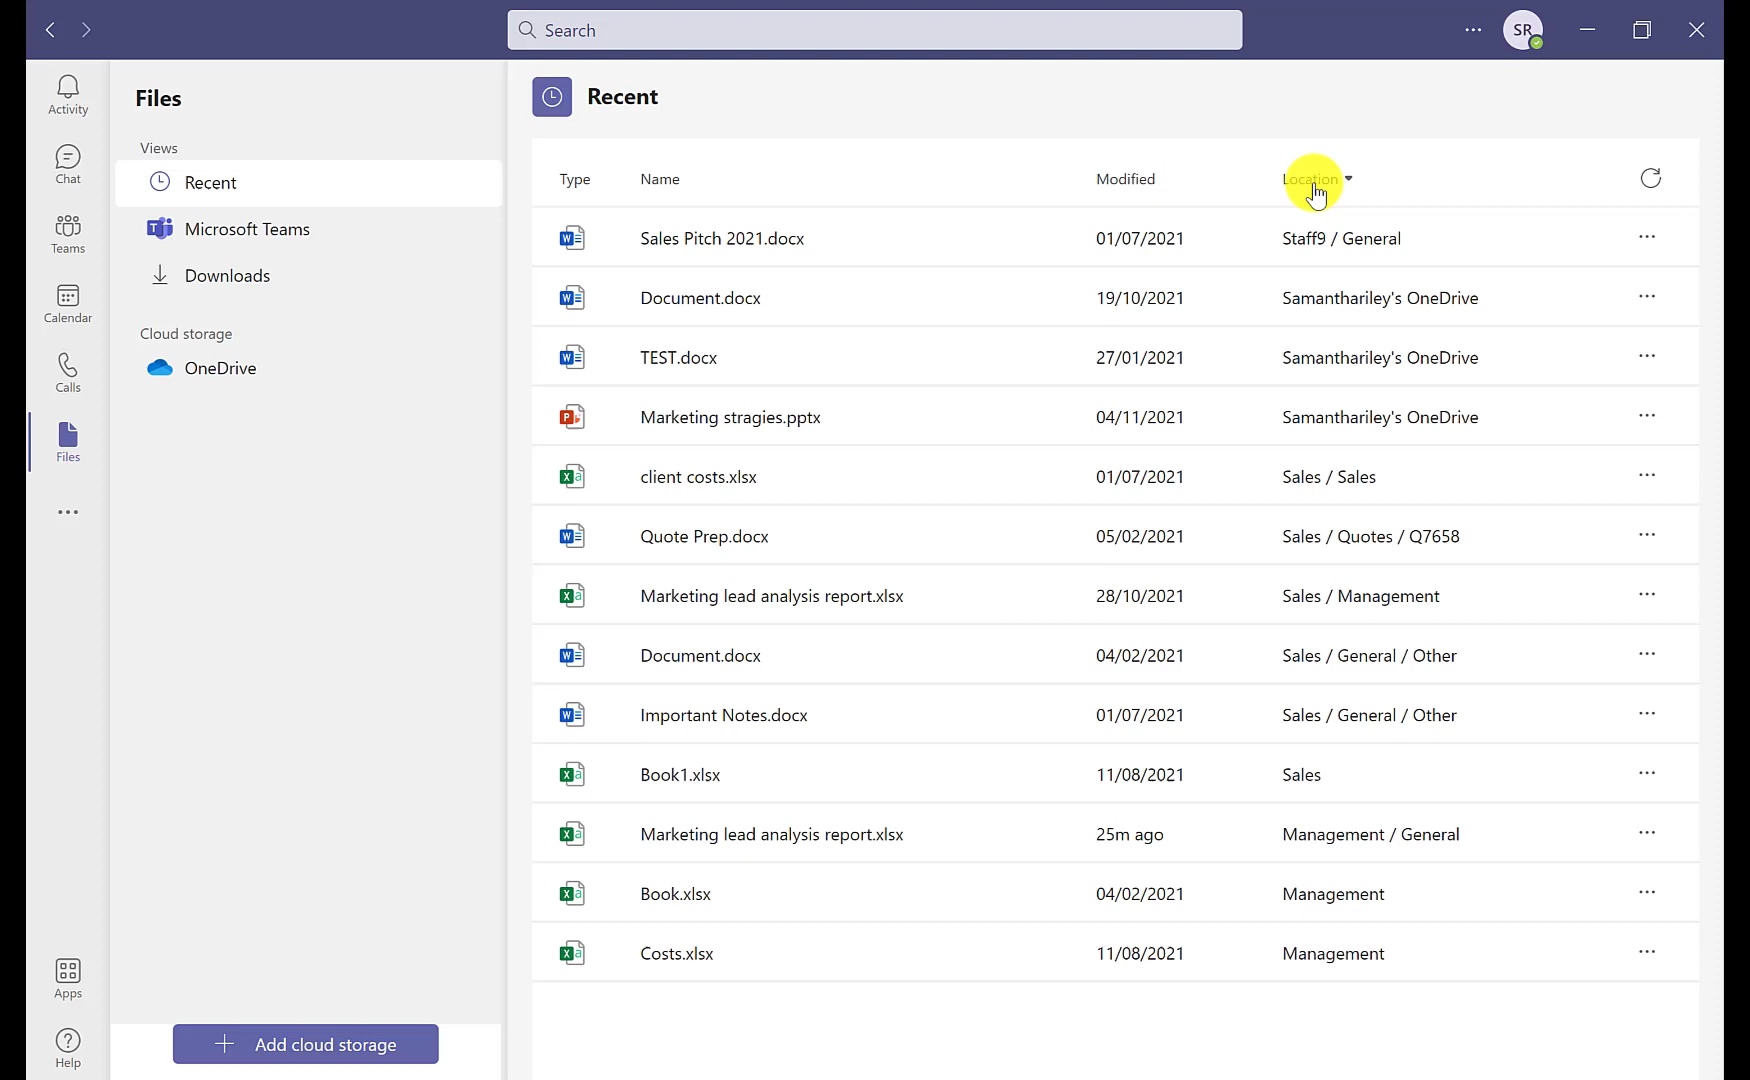 Search
SR
Activity
Chat
Teams
Calendar
Calls
Files
Apps
Help
Files
Views
Recent
Microsoft Teams
Downloads
Cloud storage
OneDrive
Add cloud storage
Recent
Type Name Modified Location
Sales Pitch 2021.docx 01/07/2021 Staff9 / General
Document.docx 19/10/2021 Samanthariley's OneDrive
TEST.docx 27/01/2021 Samanthariley's OneDrive
Marketing stragies.pptx 04/11/2021 Samanthariley's OneDrive
client costs.xlsx 01/07/2021 Sales / Sales
Quote Prep.docx 05/02/2021 Sales / Quotes / Q7658
Marketing lead analysis report.xlsx 28/10/2021 Sales / Management
Document.docx 04/02/2021 Sales / General / Other
Important Notes.docx 01/07/2021 Sales / General / Other
Book1.xlsx 11/08/2021 Sales
Marketing lead analysis report.xlsx 25m ago Management / General
Book.xlsx 04/02/2021 Management
Costs.xlsx 11/08/2021 Management